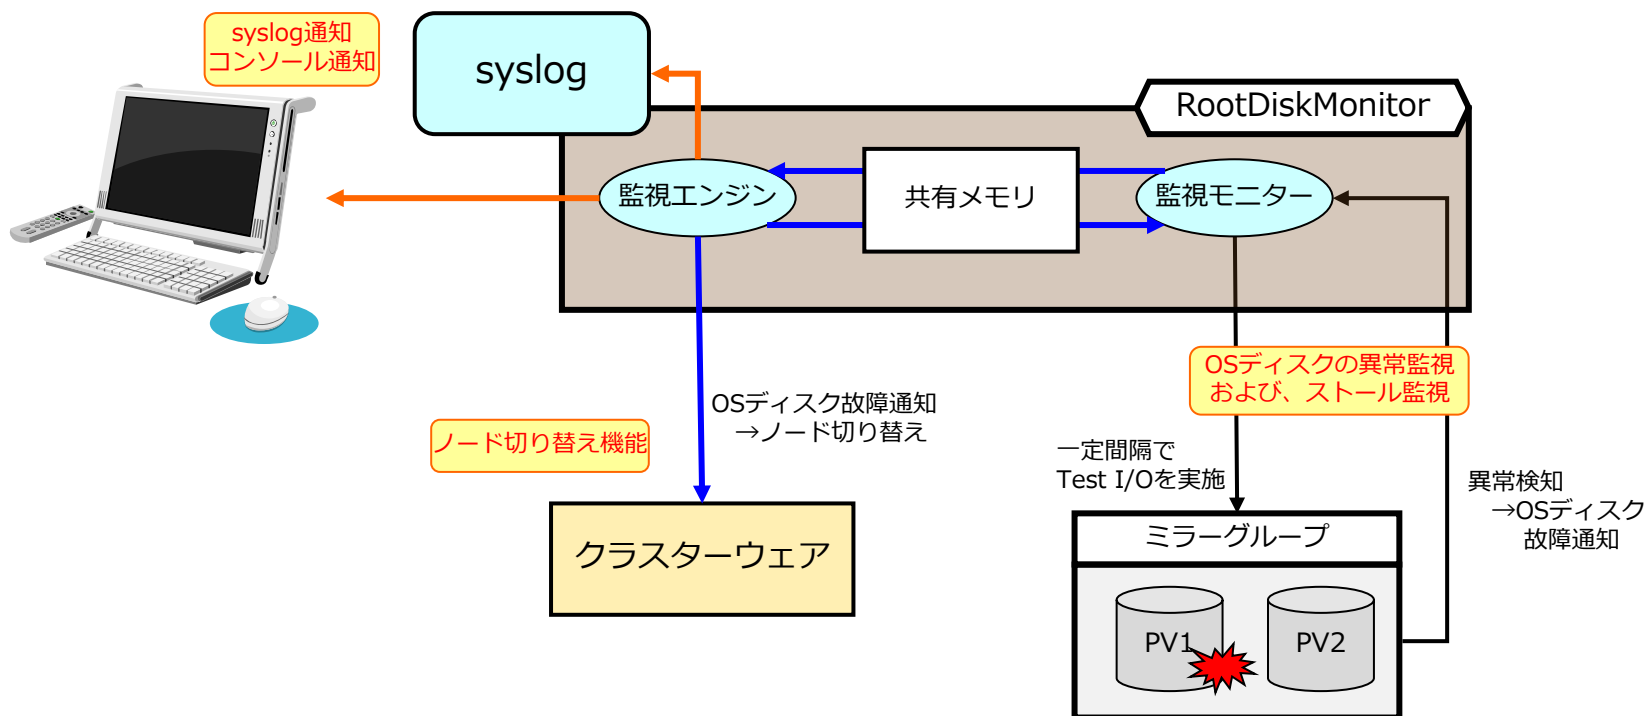 syslog通知
コンソール通知
syslog
RootDiskMonitor
監視エンジン
共有メモリ
監視モニター
OSディスクの異常監視
および、ストール監視
OSディスク故障通知
→ノード切り替え
ノード切り替え機能
一定間隔で
Test I/Oを実施
異常検知
→OSディスク
故障通知
クラスターウェア
ミラーグループ
PV1
PV2